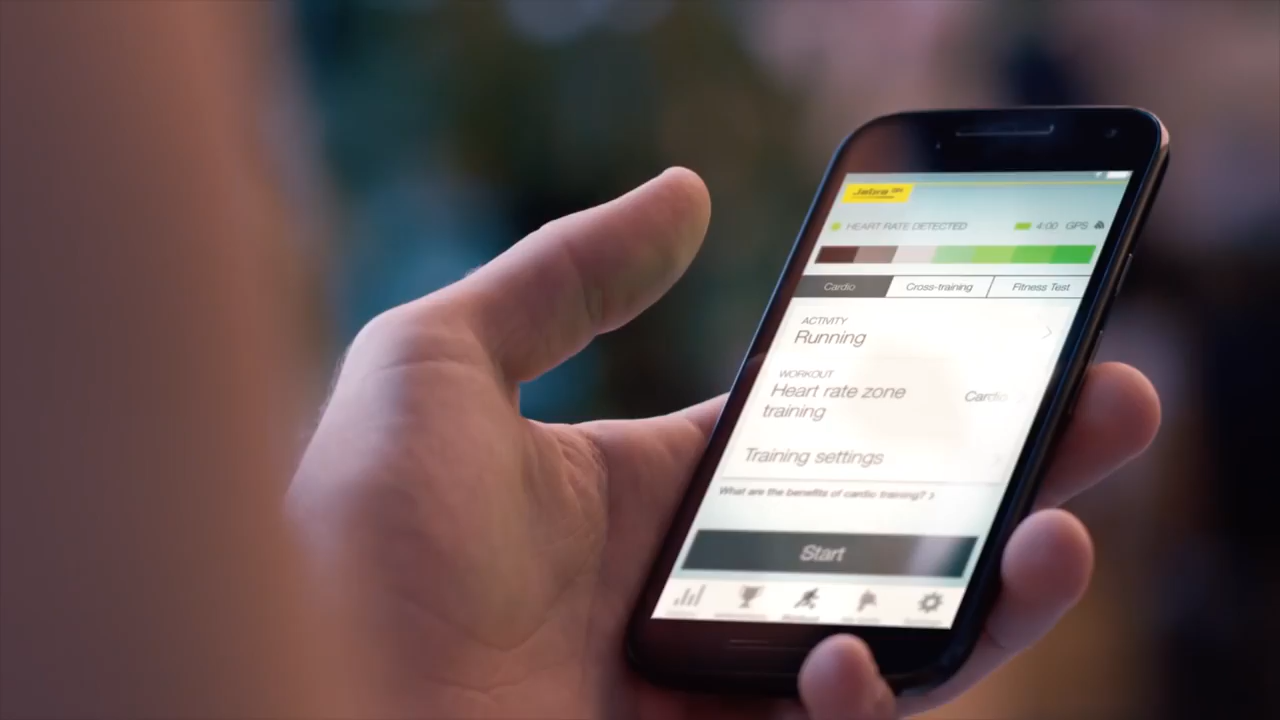 Jabra
HEART RATE DETECTED 4:00 GPS
Cardio Cross-training Fitness Test
ACTIVITY
Running
WORKOUT
Heart rate zone Cardio
training
Training settings
What are the benefits of cardio training? >
Start